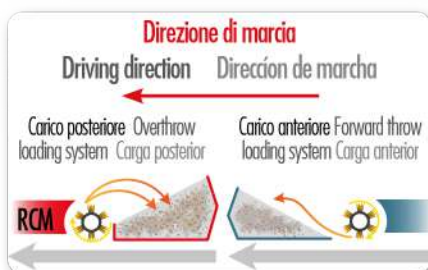 Direzione di marcia
Driving direction Direccíon de marcha
Carico posteriore Overthrow
loading system Carga posterior
Carico anteriore Forward throw
loading system Carga anterior
RCM